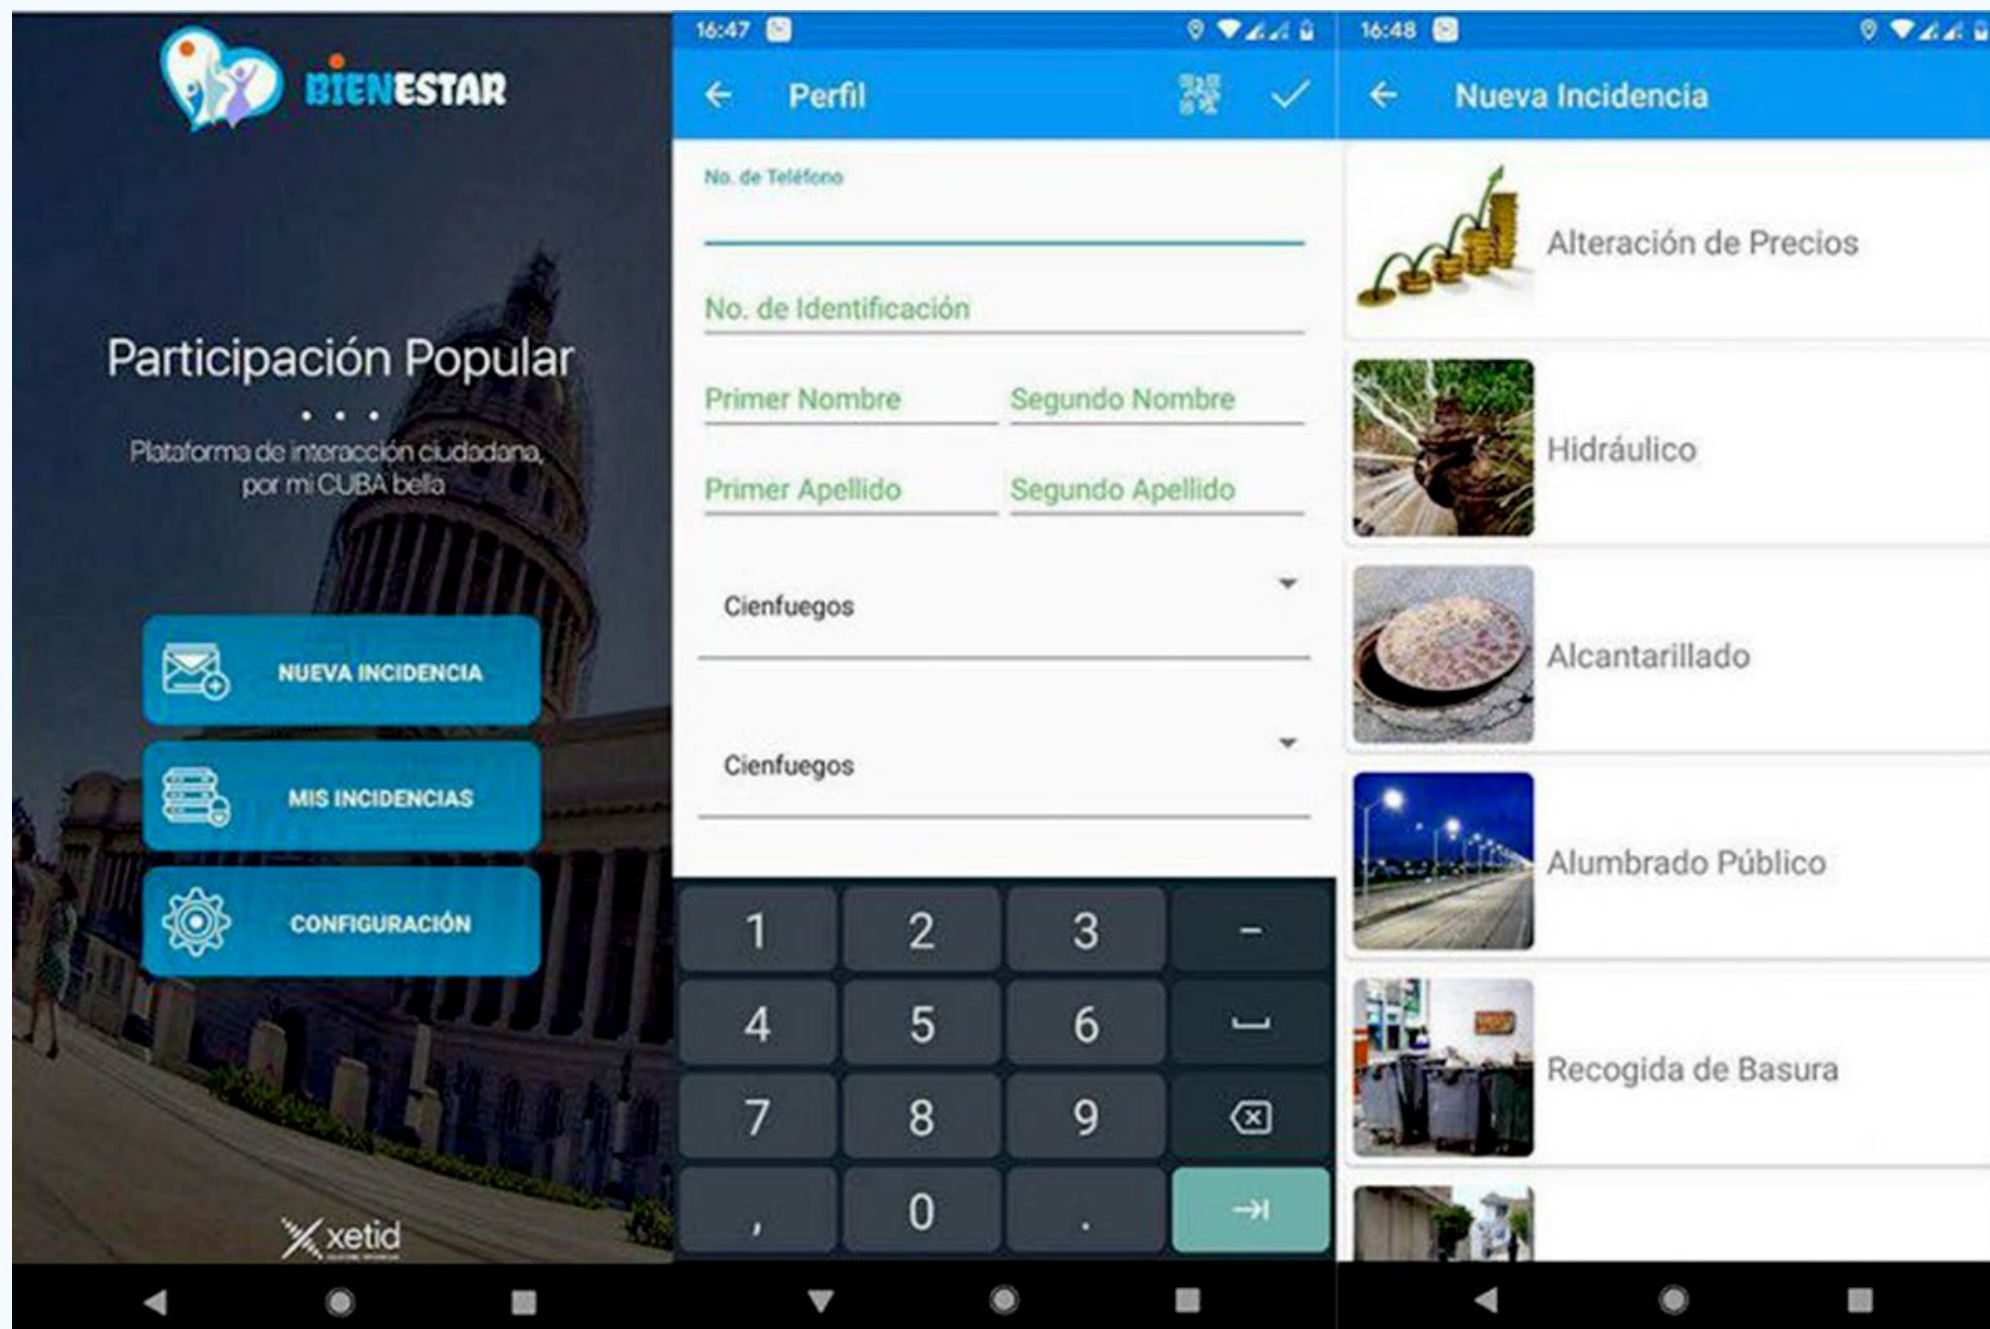 BIENESTAR
Participación Popular
Plataforma de interacción ciudadana,
por mi CUBA bella
NUEVA INCIDENCIA
MIS INCIDENCIAS
CONFIGURACIÓN
xetid
16:47
Perfil
No. de Teléfono
No. de Identificación
Primer Nombre Segundo Nombre
Primer Apellido Segundo Apellido
Cienfuegos
Cienfuegos
1 2 3 –
4 5 6
7 8 9
, 0 .
16:48
Nueva Incidencia
Alteración de Precios
Hidráulico
Alcantarillado
Alumbrado Público
Recogida de Basura